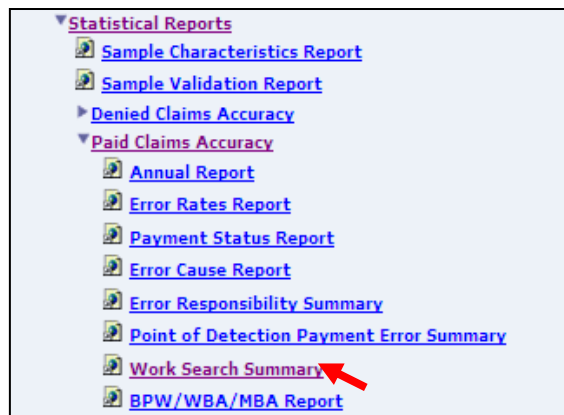 Statistical Reports
Sample Characteristics Report
Sample Validation Report
Denied Claims Accuracy
Paid Claims Accuracy
Annual Report
Error Rates Report
Payment Status Report
Error Cause Report
Error Responsibility Summary
Point of Detection Payment Error Summary
Work Search Summary
BPW/WBA/MBA Report